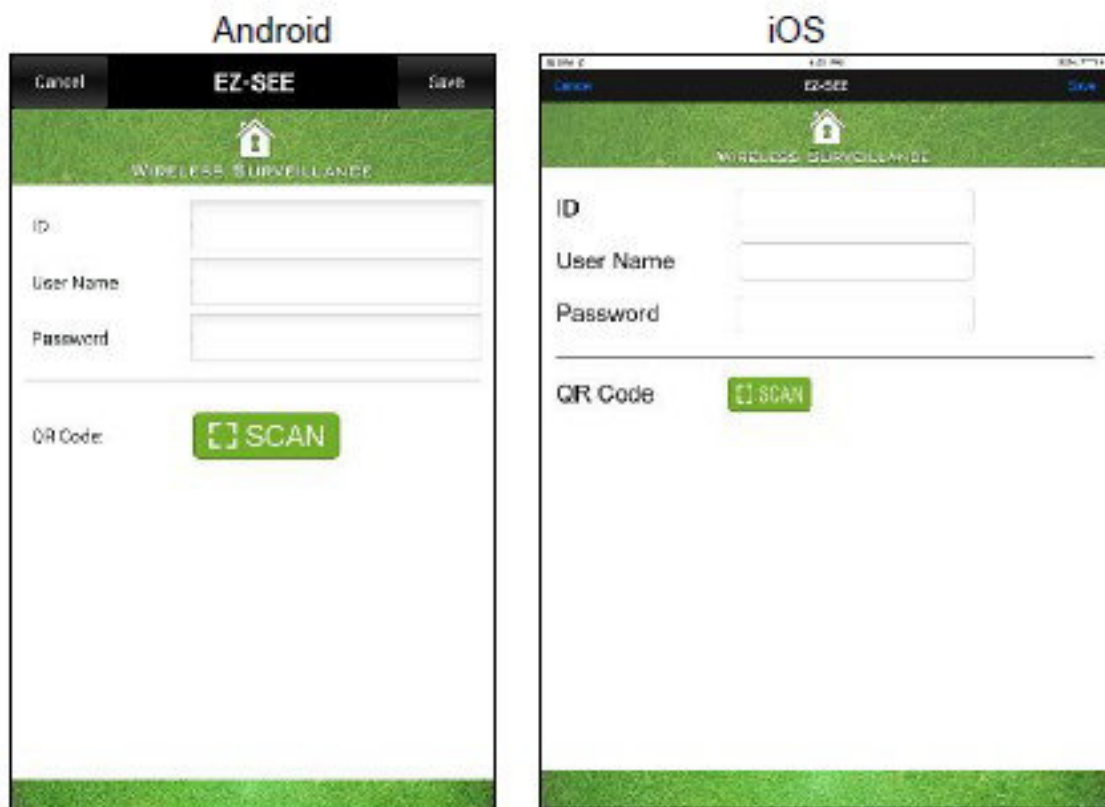 Android
Cancel EZ-SEE Save
WIRELESS SURVEILLANCE
ID
User Name
Password
QR Code:
SCAN
iOS
Cancel EZ-SEE Save
WIRELESS SURVEILLANCE
ID
User Name
Password
QR Code
SCAN